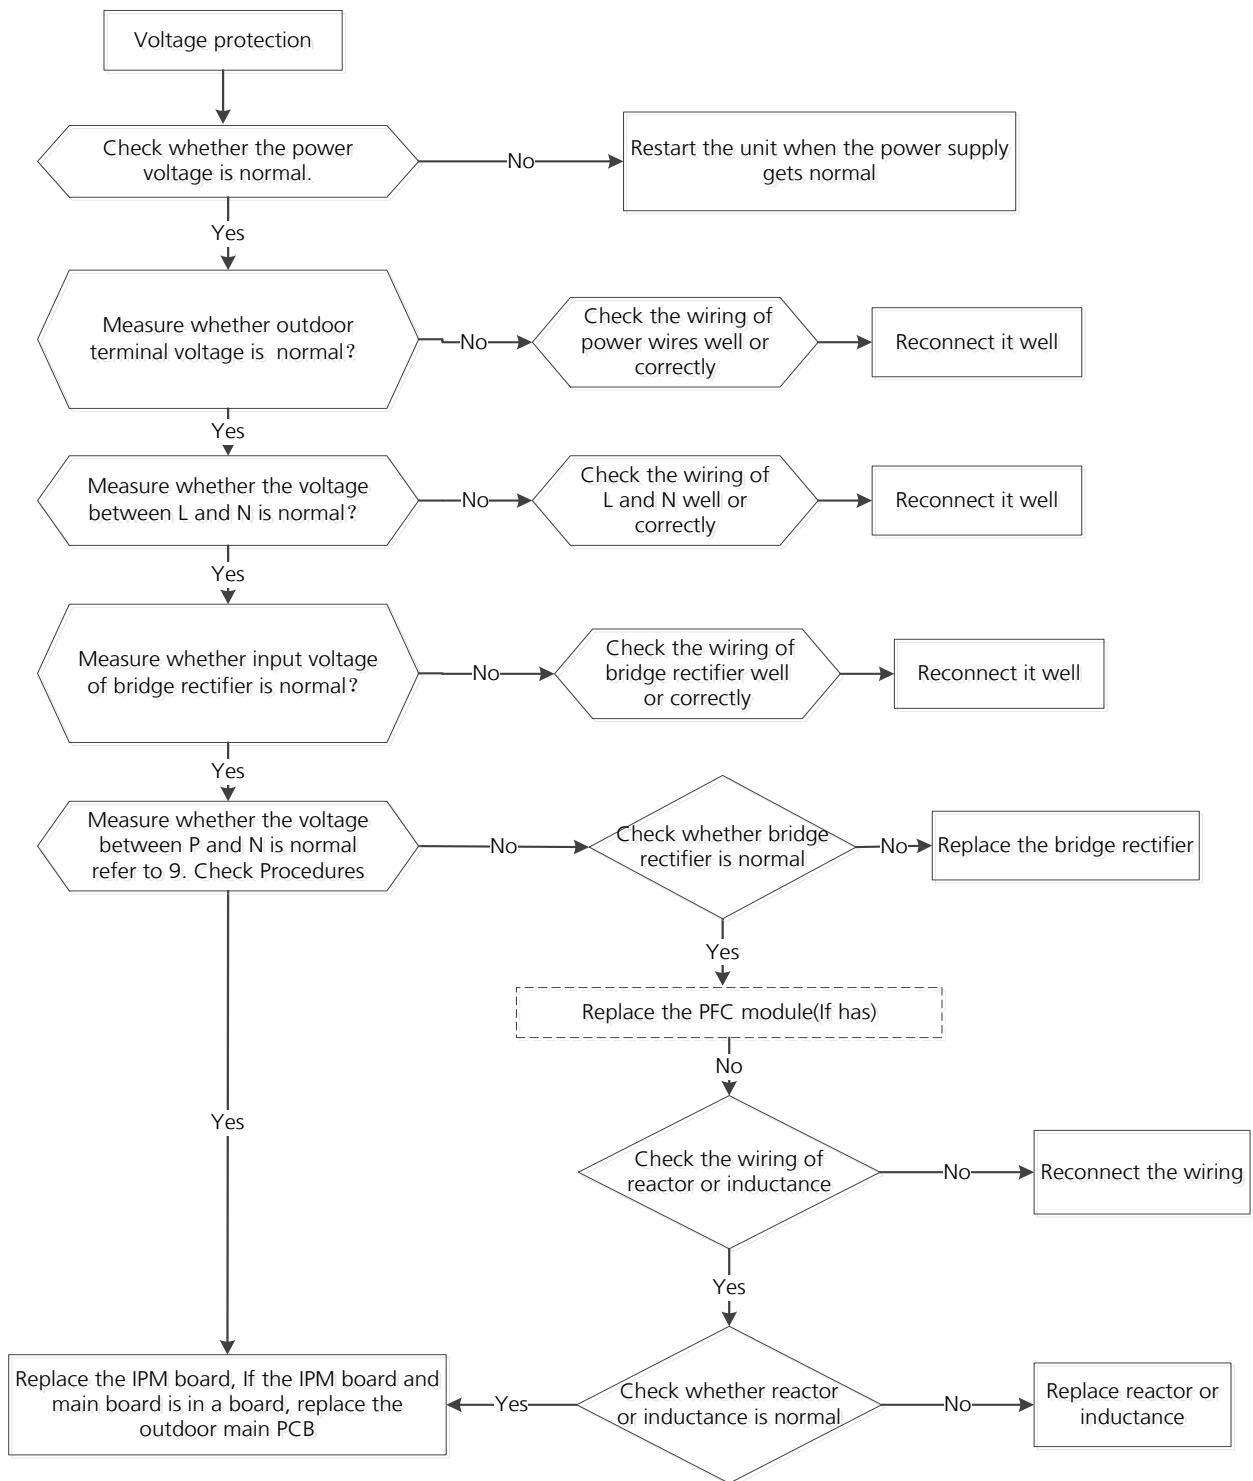 Voltage protection
Check whether the power
voltage is normal.
No
Restart the unit when the power supply
gets normal
Yes
Measure whether outdoor
terminal voltage is normal?
No
Check the wiring of
power wires well or
correctly
Reconnect it well
Yes
Measure whether the voltage
between L and N is normal?
No
Check the wiring of
L and N well or
correctly
Reconnect it well
Yes
Measure whether input voltage
of bridge rectifier is normal?
No
Check the wiring of
bridge rectifier well
or correctly
Reconnect it well
Yes
Measure whether the voltage
between P and N is normal
refer to 9. Check Procedures
No
Check whether bridge
rectifier is normal
No
Replace the bridge rectifier
Yes
Replace the PFC module(If has)
No
Yes
Check the wiring of
reactor or inductance
No
Reconnect the wiring
Yes
Replace the IPM board, If the IPM board and
main board is in a board, replace the
outdoor main PCB
Yes
Check whether reactor
or inductance is normal
No
Replace reactor or
inductance